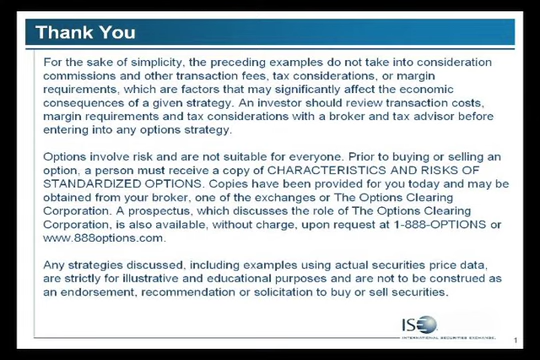 Thank You
For the sake of simplicity, the preceding examples do not take into consideration
commissions and other transaction fees, tax considerations, or margin
requirements, which are factors that may significantly affect the economic
consequences of a given strategy. An investor should review transaction costs,
margin requirements and tax considerations with a broker and tax advisor before
entering into any options strategy.
Options involve risk and are not suitable for everyone. Prior to buying or selling an
option, a person must receive a copy of CHARACTERISTICS AND RISKS OF
STANDARDIZED OPTIONS. Copies have been provided for you today and may be
obtained from your broker, one of the exchanges or The Options Clearing
Corporation. A prospectus, which discusses the role of The Options Clearing
Corporation, is also available, without charge, upon request at 1-888-OPTIONS or
www.888options.com.
Any strategies discussed, including examples using actual securities price data,
are strictly for illustrative and educational purposes and are not to be construed as
an endorsement, recommendation or solicitation to buy or sell securities.
ISE
INTERNATIONAL SECURITIES EXCHANGE.
1